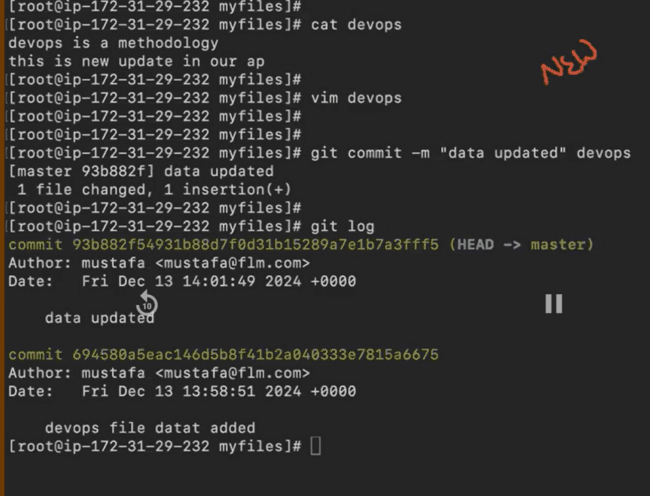 [root@ip-172-31-29-232 myfiles]#
[root@ip-172-31-29-232 myfiles]# cat devops
devops is a methodology
this is new update in our ap
[root@ip-172-31-29-232 myfiles]#
NEW
[root@ip-172-31-29-232 myfiles]# vim devops
[root@ip-172-31-29-232 myfiles]#
[root@ip-172-31-29-232 myfiles]#
[root@ip-172-31-29-232 myfiles]# git commit -m "data updated" devops
[master 93b882f] data updated
 1 file changed, 1 insertion(+)
[root@ip-172-31-29-232 myfiles]#
[root@ip-172-31-29-232 myfiles]# git log
commit 93b882f54931b88d7f0d31b15289a7e1b7a3fff5 (HEAD -> master)
Author: mustafa <mustafa@flm.com>
Date:   Fri Dec 13 14:01:49 2024 +0000
10
    data updated
commit 694580a5eac146d5b8f41b2a040333e7815a6675
Author: mustafa <mustafa@flm.com>
Date:   Fri Dec 13 13:58:51 2024 +0000
    devops file datat added
[root@ip-172-31-29-232 myfiles]#